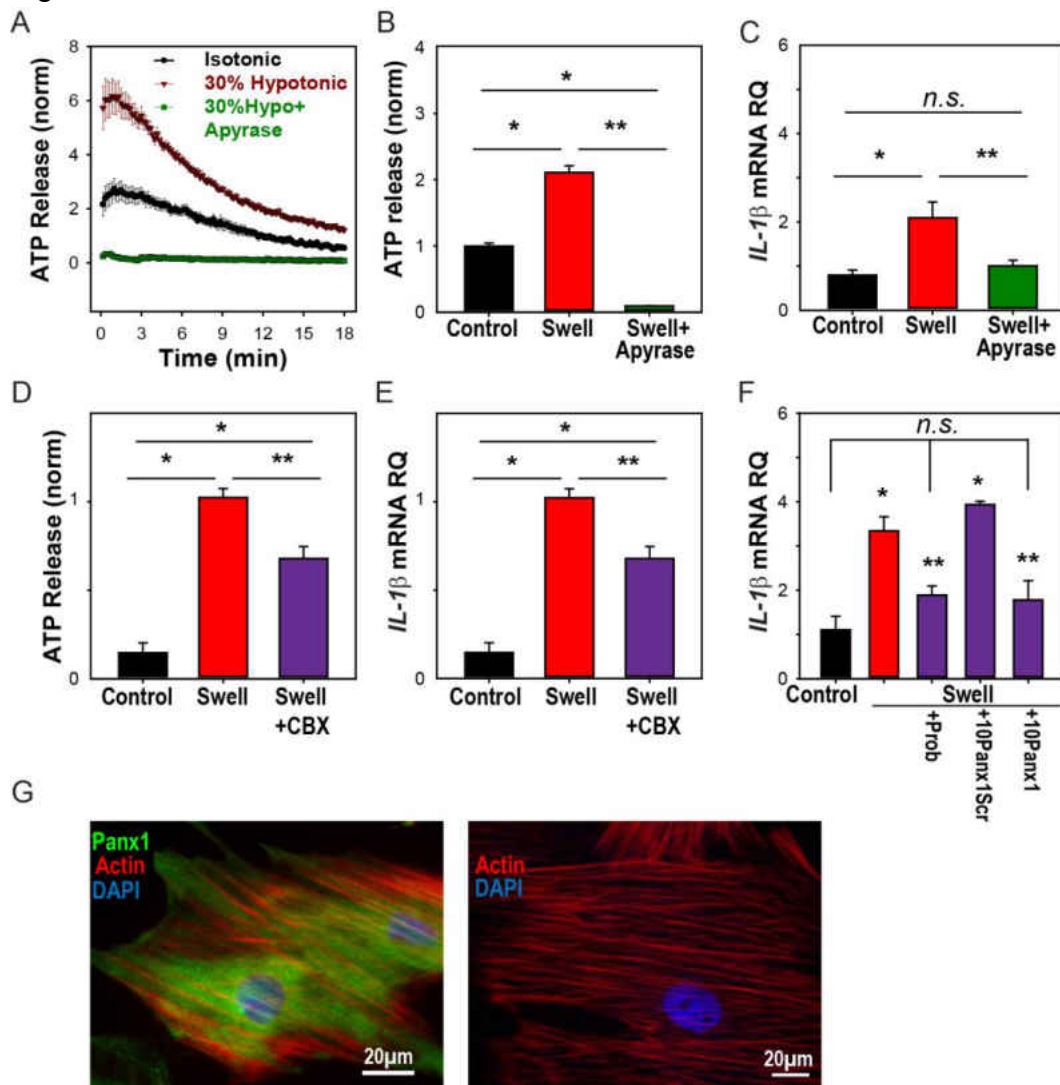 A
ATP Release (norm)
8
6
4
2
0
Isotonic
30% Hypotonic
30%Hypo+
Apyrase
0 3 6 9 12 15 18
Time (min)
B
ATP release (norm)
4
3
2
1
0
*
* **
Control Swell Swell+
Apyrase
C
IL-1β mRNA RQ
6
4
2
0
n.s.
* **
Control Swell Swell+
Apyrase
D
ATP Release (norm)
1
0
*
* **
Control Swell Swell
+CBX
E
IL-1β mRNA RQ
1
0
*
* **
Control Swell Swell
+CBX
F
IL-1β mRNA RQ
6
4
2
0
n.s.
* ** * **
Control Swell
+Prob
+10Panx1Scr
+10Panx1
G
Panx1
Actin
DAPI
20μm
Actin
DAPI
20μm